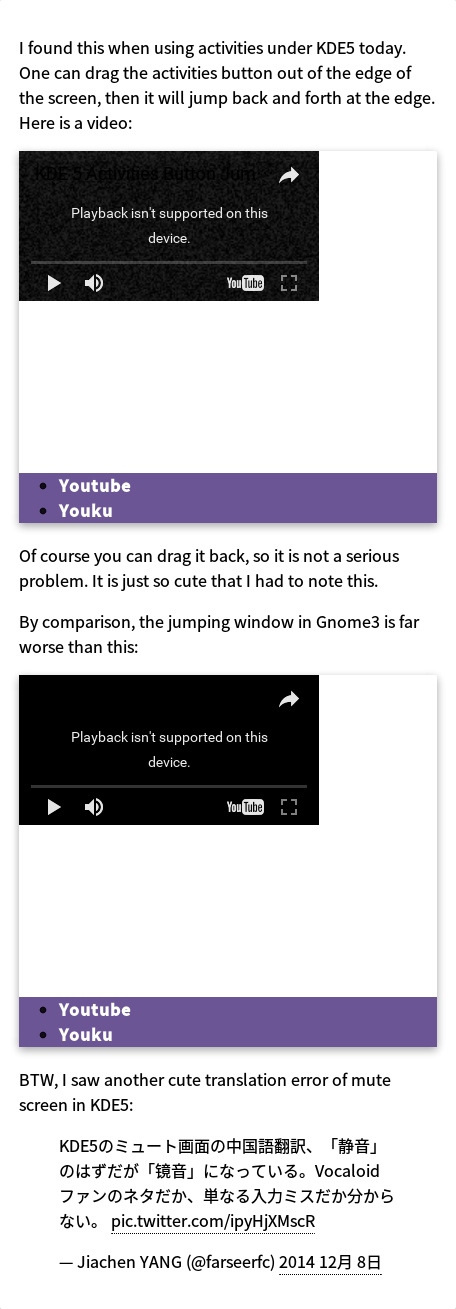 I found this when using activities under KDE5 today.
One can drag the activities button out of the edge of
the screen, then it will jump back and forth at the edge.
Here is a video:
KDE 5 Activities Button Jum
Playback isn't supported on this
device.
YouTube
Youtube
Youku
Of course you can drag it back, so it is not a serious
problem. It is just so cute that I had to note this.
By comparison, the jumping window in Gnome3 is far
worse than this:
Playback isn't supported on this
device.
YouTube
Youtube
Youku
BTW, I saw another cute translation error of mute
screen in KDE5:
KDE5のミュート画面の中国語翻訳、「静音」
のはずだが「镜音」になっている。Vocaloid
ファンのネタだか、単なる入力ミスだか分から
ない。 pic.twitter.com/ipyHjXMscR
— Jiachen YANG (@farseerfc) 2014 12月 8日